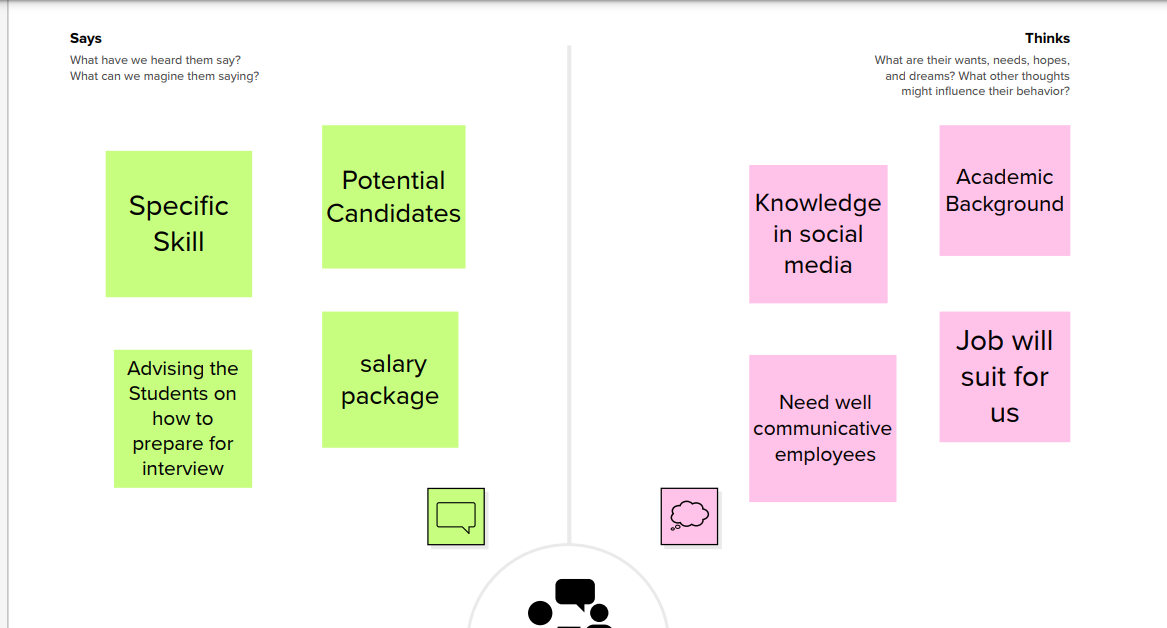 Says
What have we heard them say?
What can we magine them saying?
Thinks
What are their wants, needs, hopes,
and dreams? What other thoughts
might influence their behavior?
Specific
Skill
Potential
Candidates
Advising the
Students on
how to
prepare for
interview
salary
package
Knowledge
in social
media
Academic
Background
Need well
communicative
employees
Job will
suit for
us